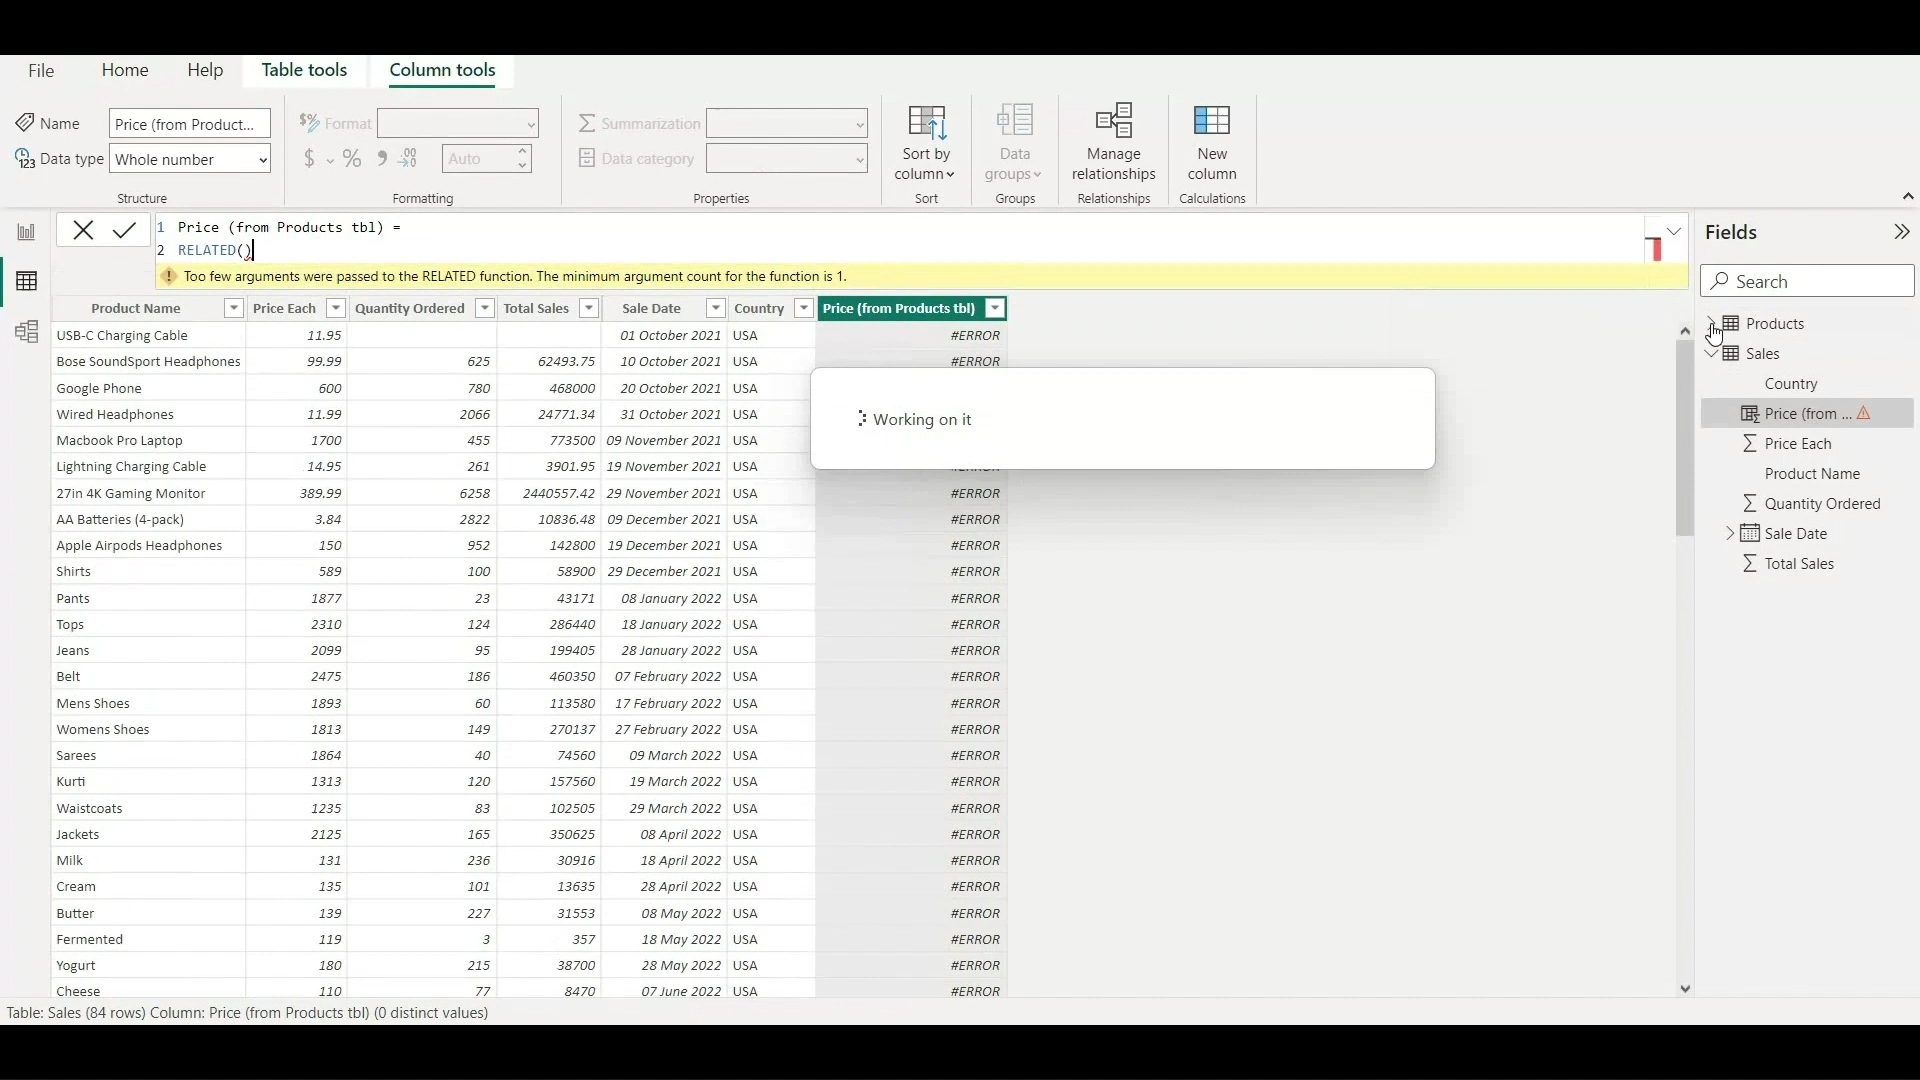 File Home Help Table tools Column tools
Name Price (from Product... Format Summarization Sort by column Data groups Manage relationships New column
Data type Whole number $ % 9 .00 Auto Data category
Structure Formatting Properties Sort Groups Relationships Calculations
1 Price (from Products tbl) =
2 RELATED()
Too few arguments were passed to the RELATED function. The minimum argument count for the function is 1.
Product Name Price Each Quantity Ordered Total Sales Sale Date Country Price (from Products tbl)
USB-C Charging Cable 11.95 01 October 2021 USA #ERROR
Bose SoundSport Headphones 99.99 625 62493.75 10 October 2021 USA #ERROR
Google Phone 600 780 468000 20 October 2021 USA
Wired Headphones 11.99 2066 24771.34 31 October 2021 USA
Macbook Pro Laptop 1700 455 773500 09 November 2021 USA
Lightning Charging Cable 14.95 261 3901.95 19 November 2021 USA #ERROR
27in 4K Gaming Monitor 389.99 6258 2440557.42 29 November 2021 USA #ERROR
AA Batteries (4-pack) 3.84 2822 10836.48 09 December 2021 USA #ERROR
Apple Airpods Headphones 150 952 142800 19 December 2021 USA #ERROR
Shirts 589 100 58900 29 December 2021 USA #ERROR
Pants 1877 23 43171 08 January 2022 USA #ERROR
Tops 2310 124 286440 18 January 2022 USA #ERROR
Jeans 2099 95 199405 28 January 2022 USA #ERROR
Belt 2475 186 460350 07 February 2022 USA #ERROR
Mens Shoes 1893 60 113580 17 February 2022 USA #ERROR
Womens Shoes 1813 149 270137 27 February 2022 USA #ERROR
Sarees 1864 40 74560 09 March 2022 USA #ERROR
Kurti 1313 120 157560 19 March 2022 USA #ERROR
Waistcoats 1235 83 102505 29 March 2022 USA #ERROR
Jackets 2125 165 350625 08 April 2022 USA #ERROR
Milk 131 236 30916 18 April 2022 USA #ERROR
Cream 135 101 13635 28 April 2022 USA #ERROR
Butter 139 227 31553 08 May 2022 USA #ERROR
Fermented 119 3 357 18 May 2022 USA #ERROR
Yogurt 180 215 38700 28 May 2022 USA #ERROR
Cheese 110 77 8470 07 June 2022 USA #ERROR
Working on it
Fields
Search
Products
Sales
Country
Price (from ...
Price Each
Product Name
Quantity Ordered
Sale Date
Total Sales
Table: Sales (84 rows) Column: Price (from Products tbl) (0 distinct values)